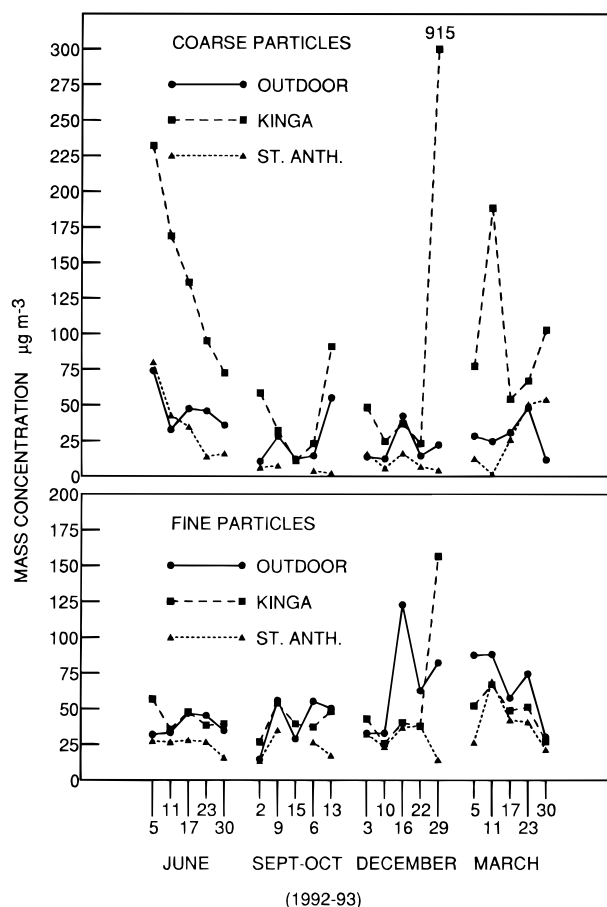 915
300
275
250
225
200
175
150
125
100
75
50
25
0
COARSE PARTICLES
OUTDOOR
KINGA
ST. ANTH.
MASS CONCENTRATION µg m-3
200
175
150
125
100
75
50
25
0
FINE PARTICLES
OUTDOOR
KINGA
ST. ANTH.
11 23 2 15 13 10 22 5 17 30
5 17 30 9 6 3 16 29 11 23
JUNE SEPT-OCT DECEMBER MARCH
(1992-93)